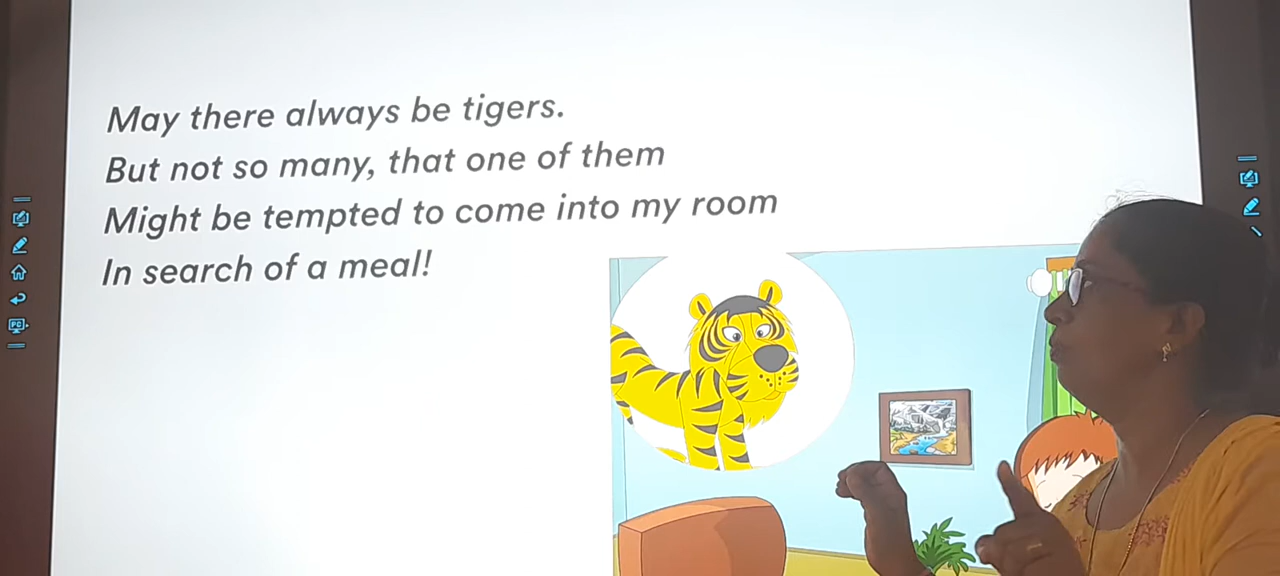 May there always be tigers.
But not so many, that one of them
Might be tempted to come into my room
In search of a meal!